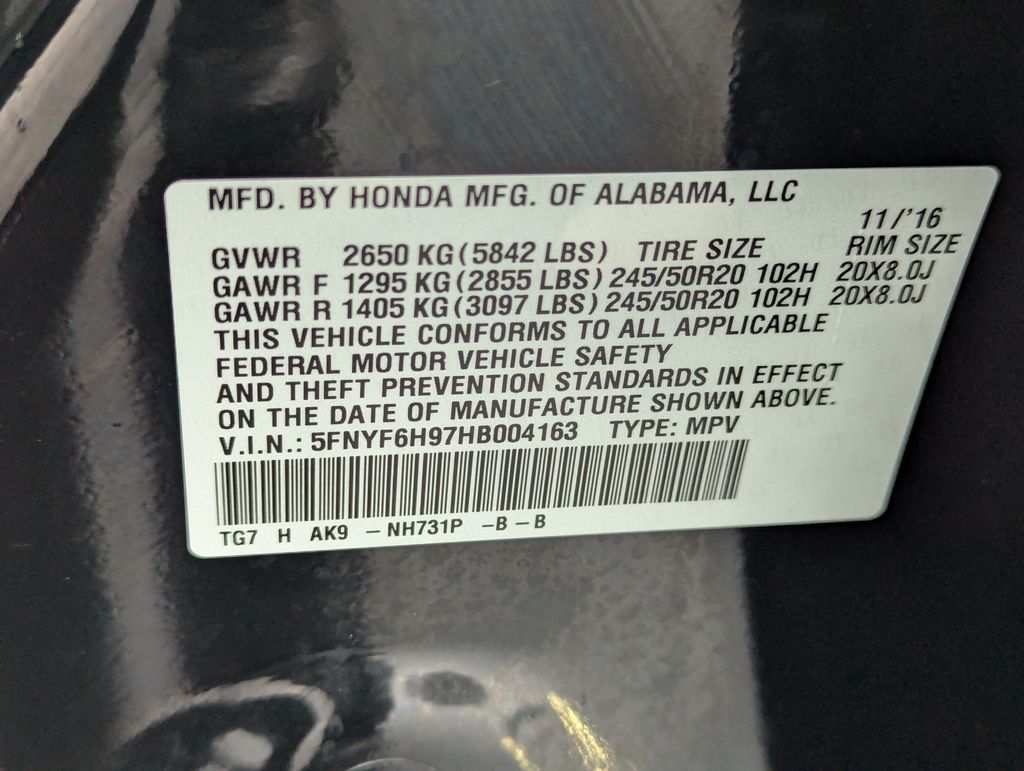 MFD. BY HONDA MFG. OF ALABAMA, LLC
11/'16
GVWR 2650 KG (5842 LBS) TIRE SIZE RIM SIZE
GAWR F 1295 KG (2855 LBS) 245/50R20 102H 20X8.0J
GAWR R 1405 KG (3097 LBS) 245/50R20 102H 20X8.0J
THIS VEHICLE CONFORMS TO ALL APPLICABLE
FEDERAL MOTOR VEHICLE SAFETY
AND THEFT PREVENTION STANDARDS IN EFFECT
ON THE DATE OF MANUFACTURE SHOWN ABOVE.
V.I.N.: 5FNYF6H97HB004163 TYPE: MPV
TG7 H AK9 – NH731P –B – B